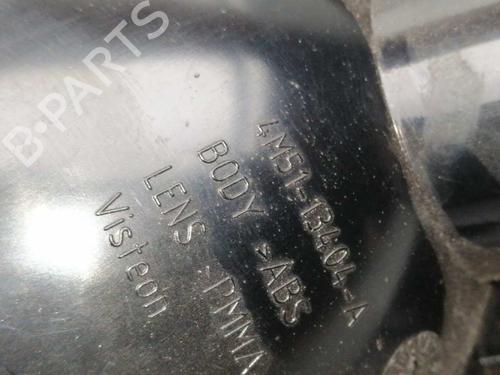 B-PARTS
4M51-13404-A
BODY >ABS
LENS >PMMA
Visteon